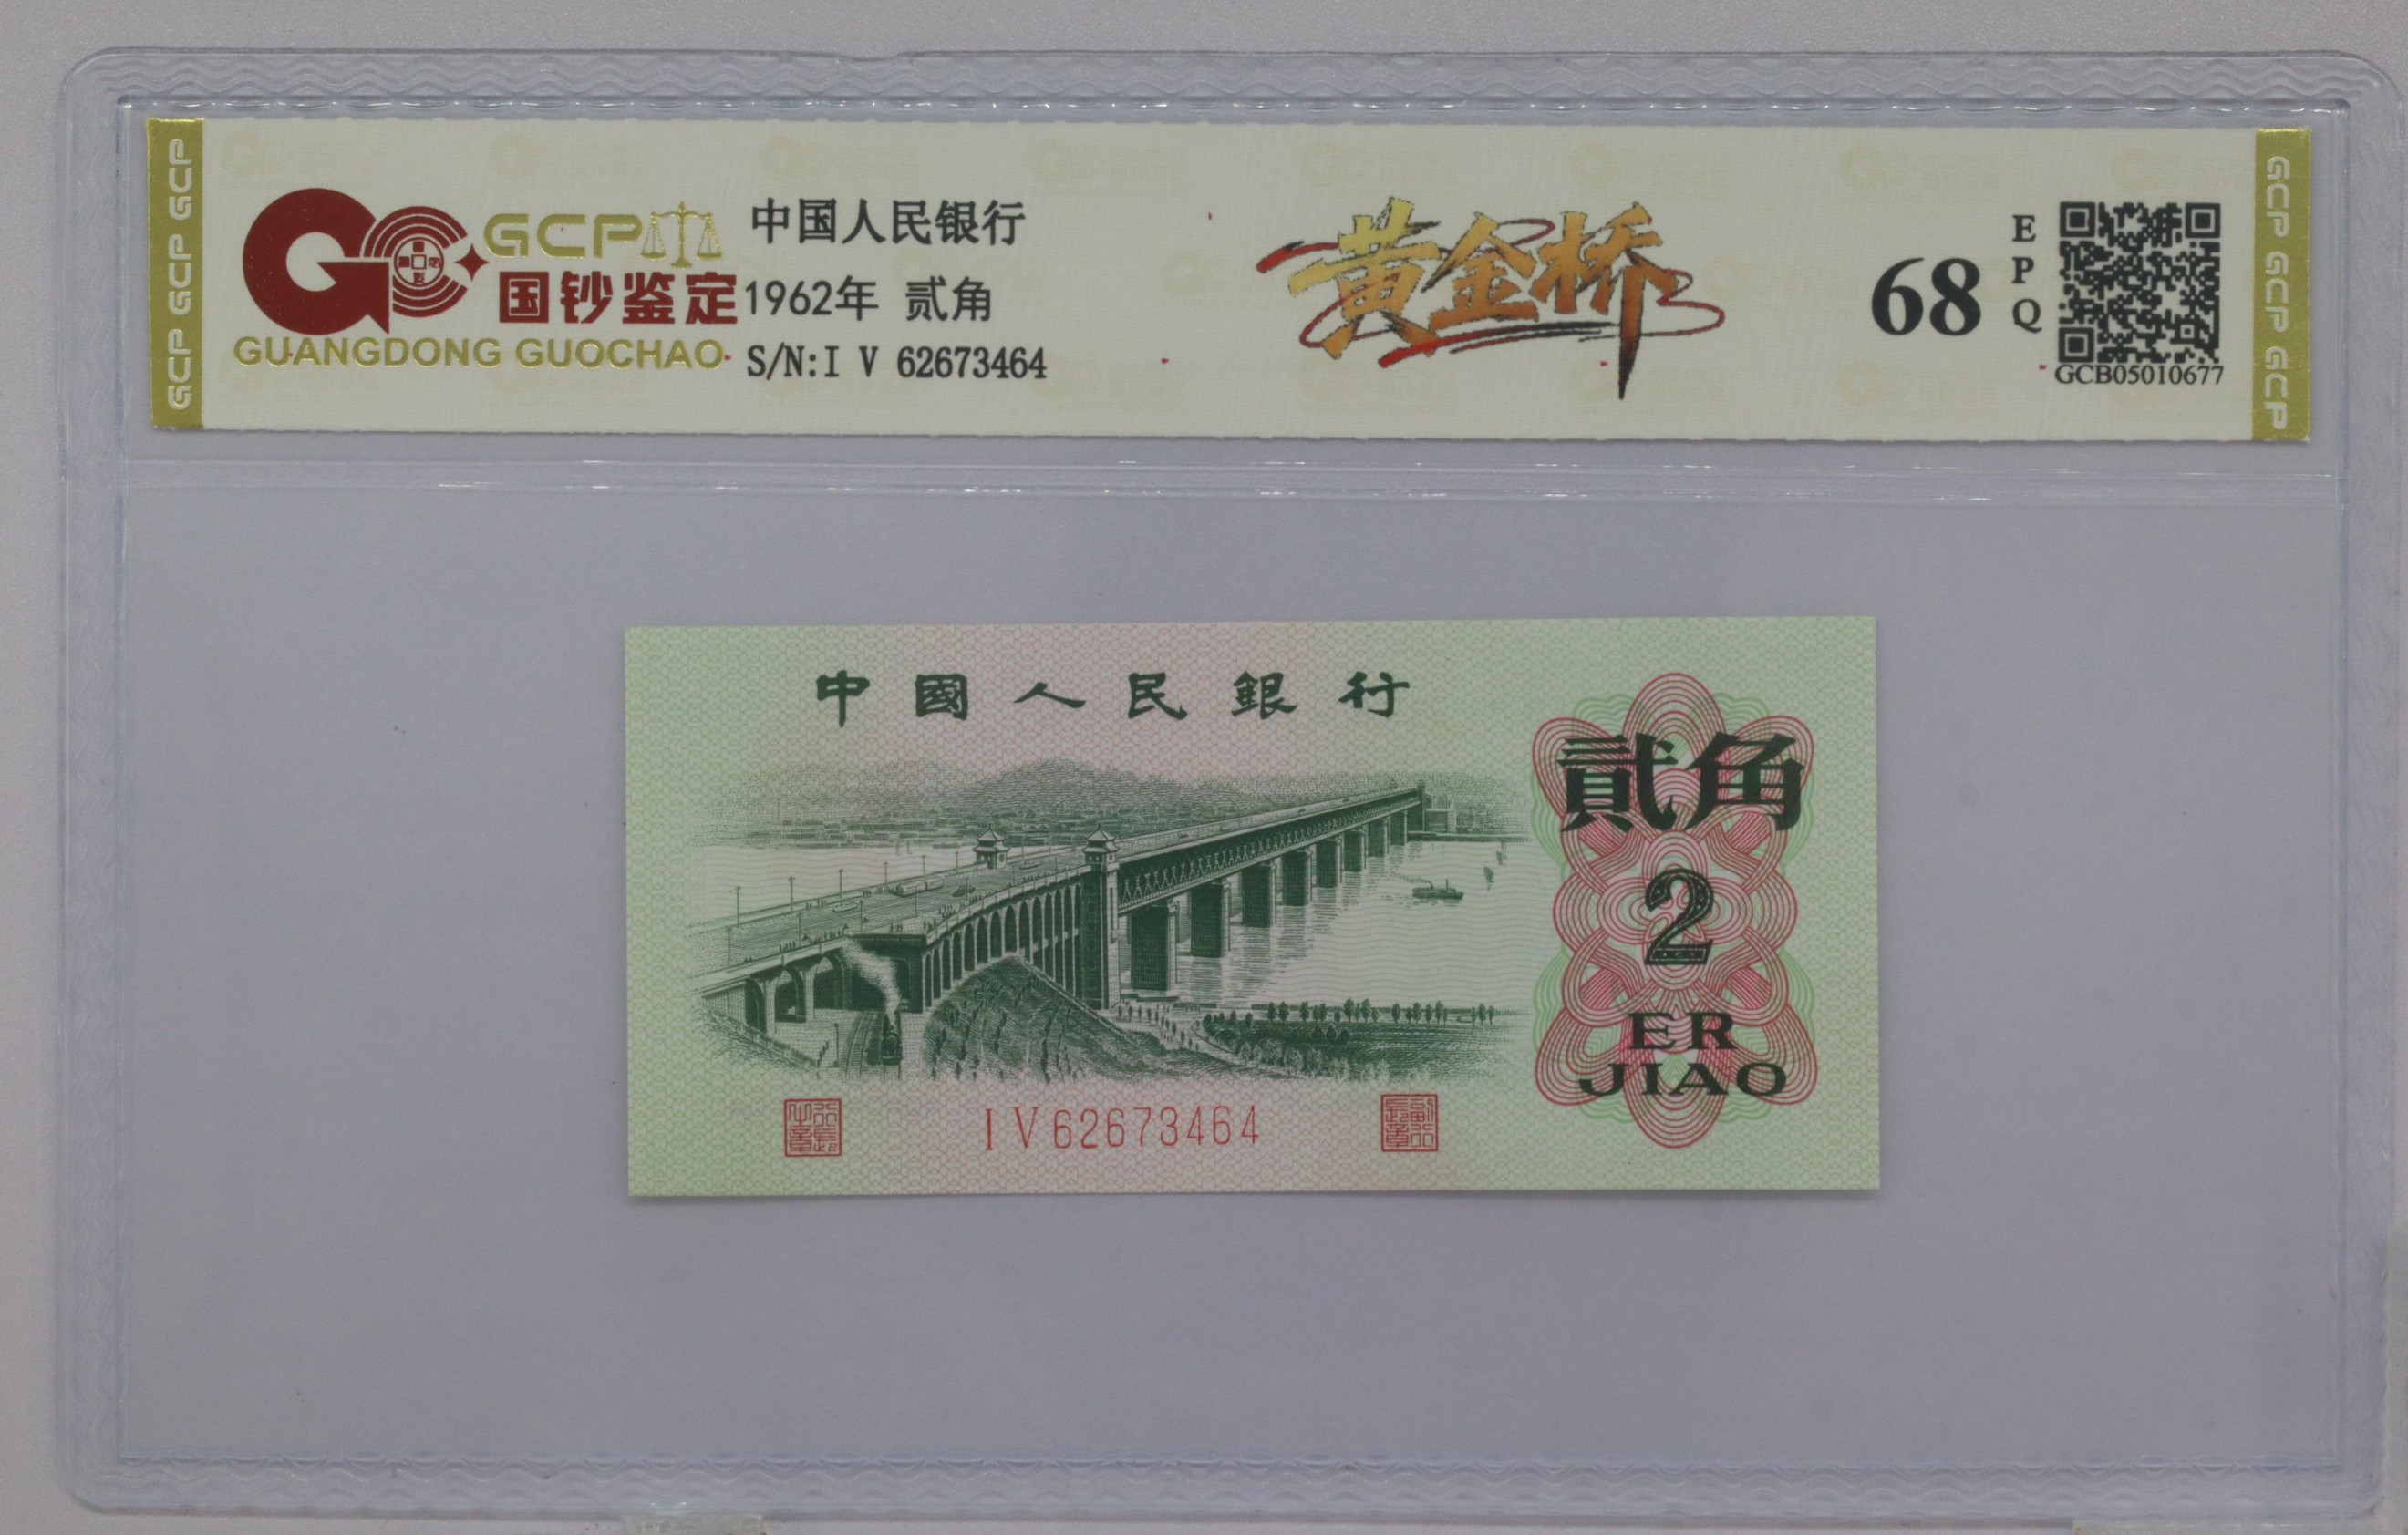 GCP GCP GCP
GCP
国钞鉴定
GUANGDONG GUOCHAO
中国人民银行
1962年 贰角
S/N:I V 62673464
黄金桥
68
EPQ
GCB05010677
GCP GCP GCP
中國人民銀行
貳角
2
ER
JIAO
I V 62673464